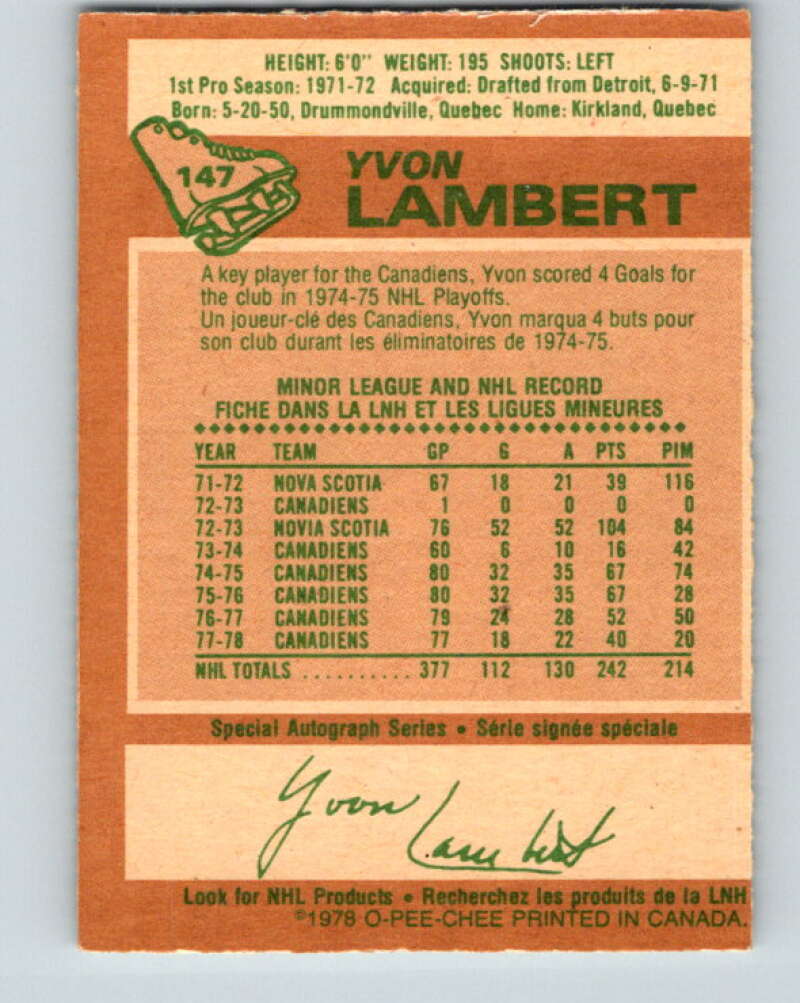 HEIGHT: 6'0" WEIGHT: 195 SHOOTS: LEFT
1st Pro Season: 1971-72 Acquired: Drafted from Detroit, 6-9-71
Born: 5-20-50, Drummondville, Quebec Home: Kirkland, Quebec
147
YVON
LAMBERT
A key player for the Canadiens, Yvon scored 4 Goals for
the club in 1974-75 NHL Playoffs.
Un joueur-clé des Canadiens, Yvon marqua 4 buts pour
son club durant les éliminatoires de 1974-75.
MINOR LEAGUE AND NHL RECORD
FICHE DANS LA LNH ET LES LIGUES MINEURES
YEAR TEAM GP G A PTS PIM
71-72 NOVA SCOTIA 67 18 21 39 116
72-73 CANADIENS 1 0 0 0 0
72-73 NOVIA SCOTIA 76 52 52 104 84
73-74 CANADIENS 60 6 10 16 42
74-75 CANADIENS 80 32 35 67 74
75-76 CANADIENS 80 32 35 67 28
76-77 CANADIENS 79 24 28 52 50
77-78 CANADIENS 77 18 22 40 20
NHL TOTALS .......... 377 112 130 242 214
Special Autograph Series • Série signée spéciale
Yvon Lambert
Look for NHL Products • Recherchez les produits de la LNH
©1978 O-PEE-CHEE PRINTED IN CANADA.